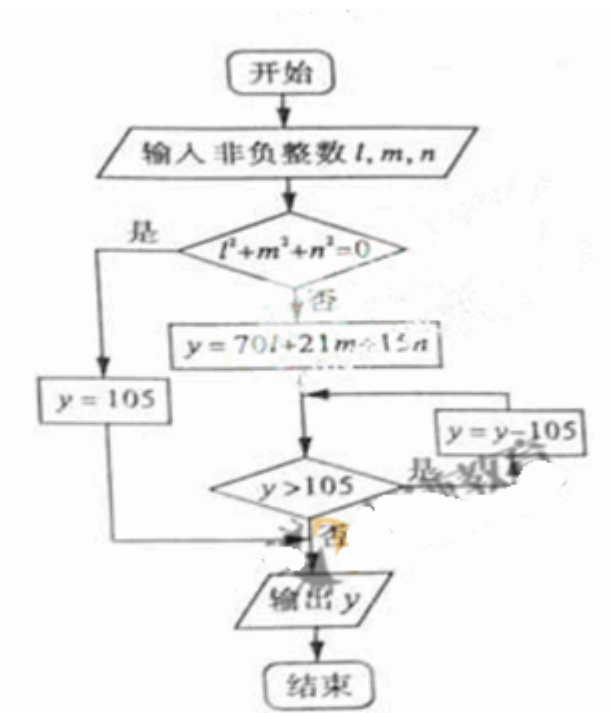 开始
输入非负整数 l, m, n
l²+m²+n²=0
是
否
y = 70l+21m+15n
y = 105
y = y-105
y >105
是
否
输出 y
结束